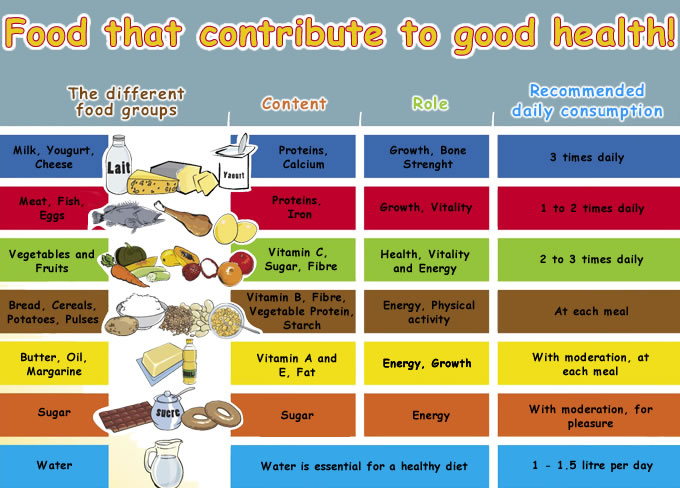 Food that contribute to good health!
The different
food groups
Content
Role
Recommended
daily consumption
Milk, Yougurt,
Cheese
Lait
Yaourt
Proteins,
Calcium
Growth, Bone
Strenght
3 times daily
Meat, Fish,
Eggs
Proteins,
Iron
Growth, Vitality
1 to 2 times daily
Vegetables and
Fruits
Vitamin C,
Sugar, Fibre
Health, Vitality
and Energy
2 to 3 times daily
Bread, Cereals,
Potatoes, Pulses
Vitamin B, Fibre,
Vegetable Protein,
Starch
Energy, Physical
activity
At each meal
Butter, Oil,
Margarine
Vitamin A and
E, Fat
Energy, Growth
With moderation, at
each meal
Sugar
SUCRE
Sugar
Energy
With moderation, for
pleasure
Water
Water is essential for a healthy diet
1 - 1.5 litre per day